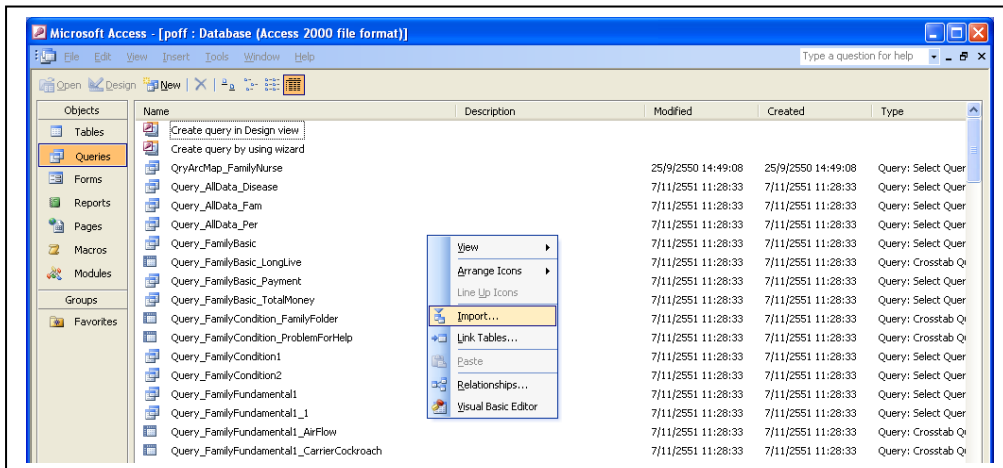 Microsoft Access - [poff : Database (Access 2000 file format)]
File Edit View Insert Tools Window Help Type a question for help
Open Design New
Objects
Tables
Queries
Forms
Reports
Pages
Macros
Modules
Groups
Favorites
Name Description Modified Created Type
Create query in Design view
Create query by using wizard
QryArcMap_FamilyNurse 25/9/2550 14:49:08 25/9/2550 14:49:08 Query: Select Quer
Query_AllData_Disease 7/11/2551 11:28:33 7/11/2551 11:28:33 Query: Select Quer
Query_AllData_Fam 7/11/2551 11:28:33 7/11/2551 11:28:33 Query: Select Quer
Query_AllData_Per 7/11/2551 11:28:33 7/11/2551 11:28:33 Query: Select Quer
Query_FamilyBasic 7/11/2551 11:28:33 7/11/2551 11:28:33 Query: Select Quer
Query_FamilyBasic_LongLive 7/11/2551 11:28:33 7/11/2551 11:28:33 Query: Crosstab Qu
Query_FamilyBasic_Payment 7/11/2551 11:28:33 7/11/2551 11:28:33 Query: Select Quer
Query_FamilyBasic_TotalMoney 7/11/2551 11:28:33 7/11/2551 11:28:33 Query: Select Quer
Query_FamilyCondition_FamilyFolder 7/11/2551 11:28:33 7/11/2551 11:28:33 Query: Crosstab Qu
Query_FamilyCondition_ProblemForHelp 7/11/2551 11:28:33 7/11/2551 11:28:33 Query: Crosstab Qu
Query_FamilyCondition1 7/11/2551 11:28:33 7/11/2551 11:28:33 Query: Select Quer
Query_FamilyCondition2 7/11/2551 11:28:33 7/11/2551 11:28:33 Query: Select Quer
Query_FamilyFundamental1 7/11/2551 11:28:33 7/11/2551 11:28:33 Query: Select Quer
Query_FamilyFundamental1_1 7/11/2551 11:28:33 7/11/2551 11:28:33 Query: Select Quer
Query_FamilyFundamental1_AirFlow 7/11/2551 11:28:33 7/11/2551 11:28:33 Query: Crosstab Qu
Query_FamilyFundamental1_CarrierCockroach 7/11/2551 11:28:33 7/11/2551 11:28:33 Query: Crosstab Qu
View
Arrange Icons
Line Up Icons
Import...
Link Tables...
Paste
Relationships...
Visual Basic Editor